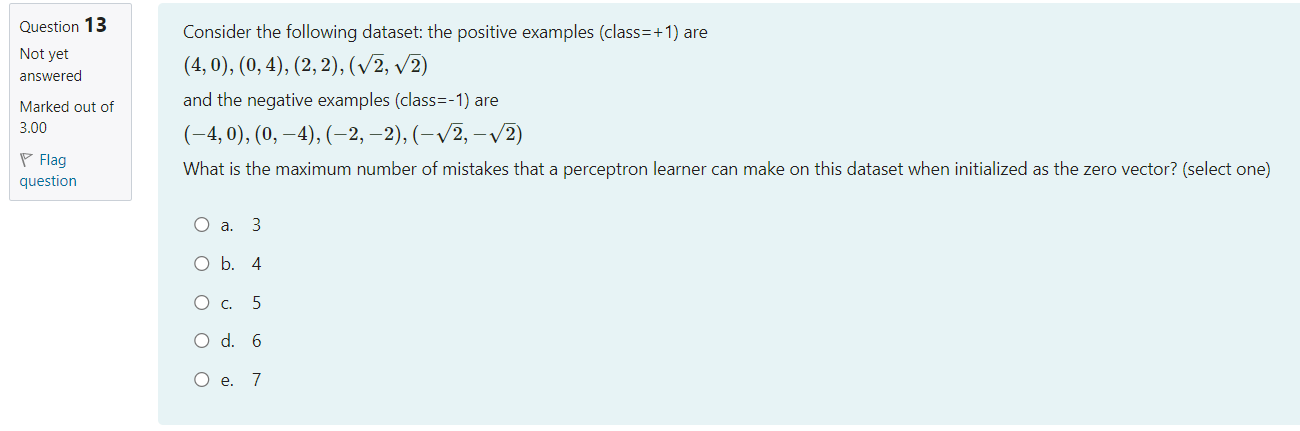 Question 13
Not yet
answered
Marked out of
3.00
Flag
question
Consider the following dataset: the positive examples (class=+1) are
(4, 0), (0, 4), (2, 2), (√2, √2)
and the negative examples (class=-1) are
(−4, 0), (0, −4), (−2, −2), (−√2, −√2)
What is the maximum number of mistakes that a perceptron learner can make on this dataset when initialized as the zero vector? (select one)
a. 3
b. 4
c. 5
d. 6
e. 7